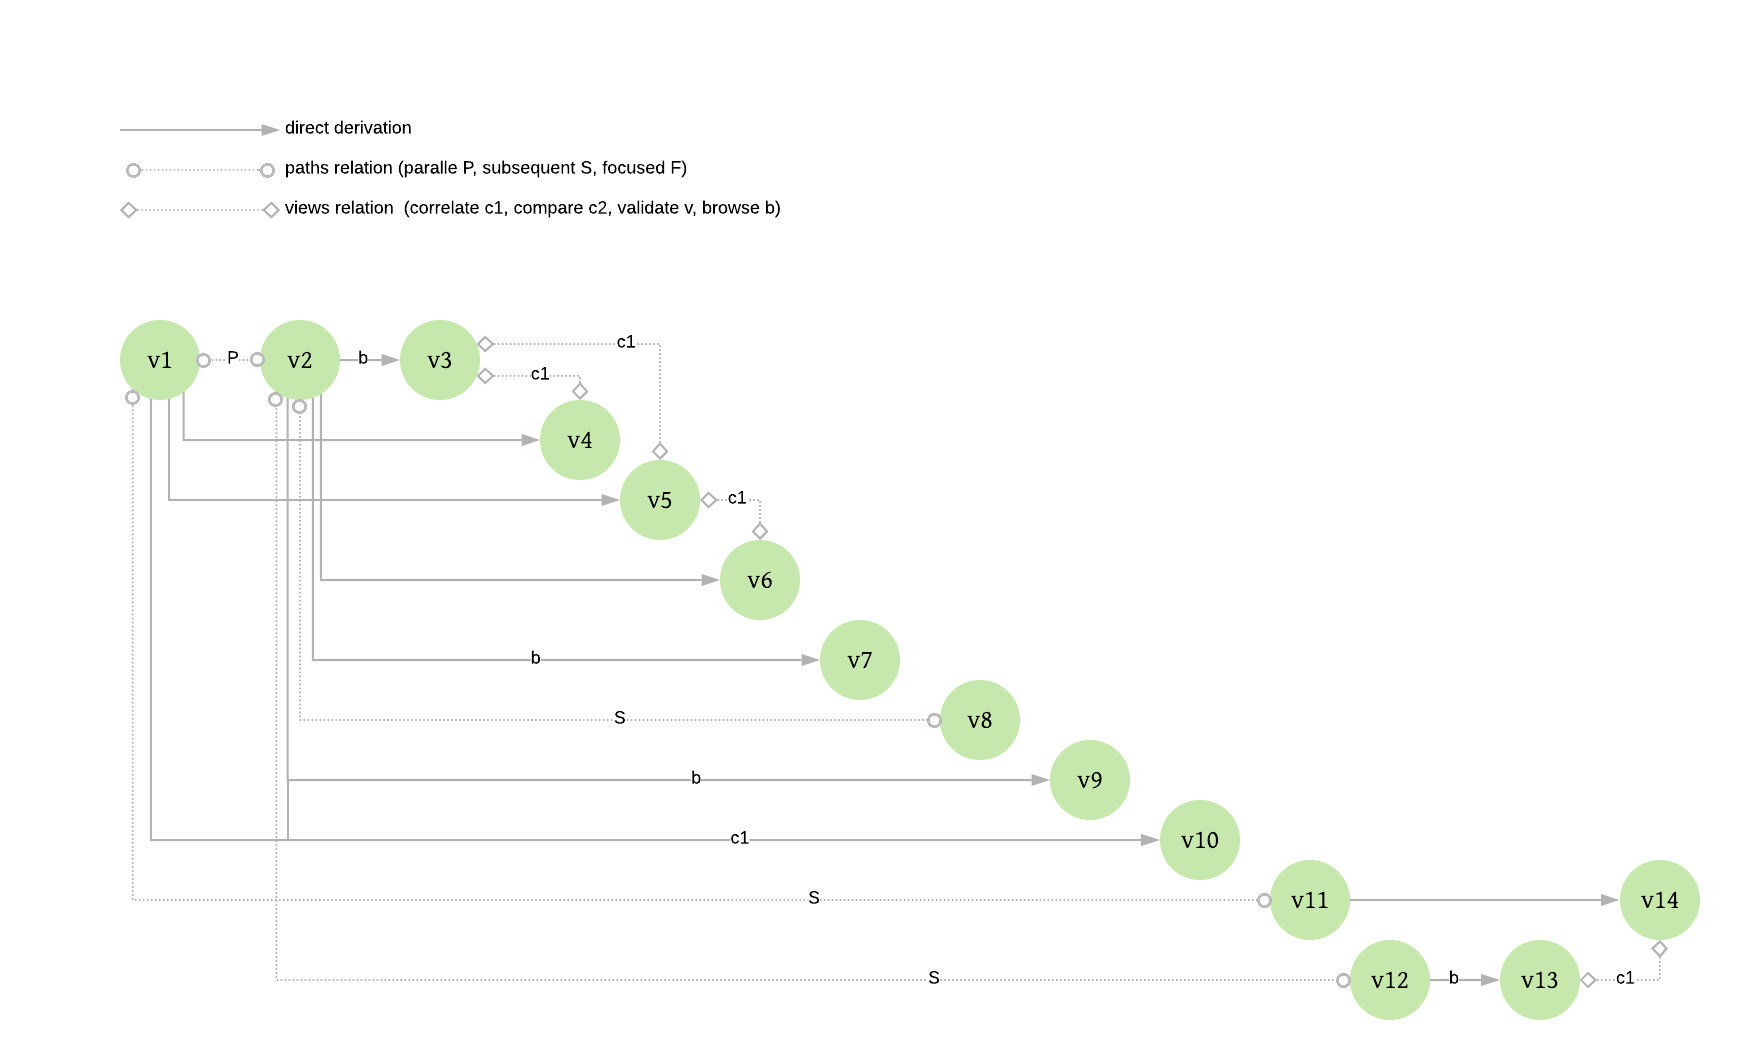 direct derivation
paths relation (paralle P, subsequent S, focused F)
views relation  (correlate c1, compare c2, validate v, browse b)
c1
v1
P
v2
b
v3
c1
v4
v5
c1
v6
b
v7
S
v8
b
v9
c1
v10
S
v11
v14
S
v12
b
v13
c1